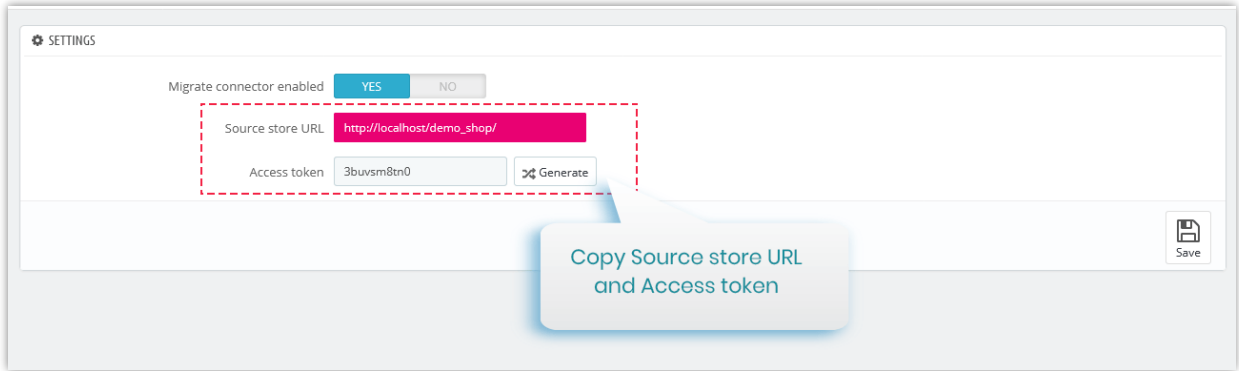 SETTINGS
Migrate connector enabled YES NO
Source store URL http://localhost/demo_shop/
Access token 3buvsm8tn0 Generate
Save
Copy Source store URL
and Access token